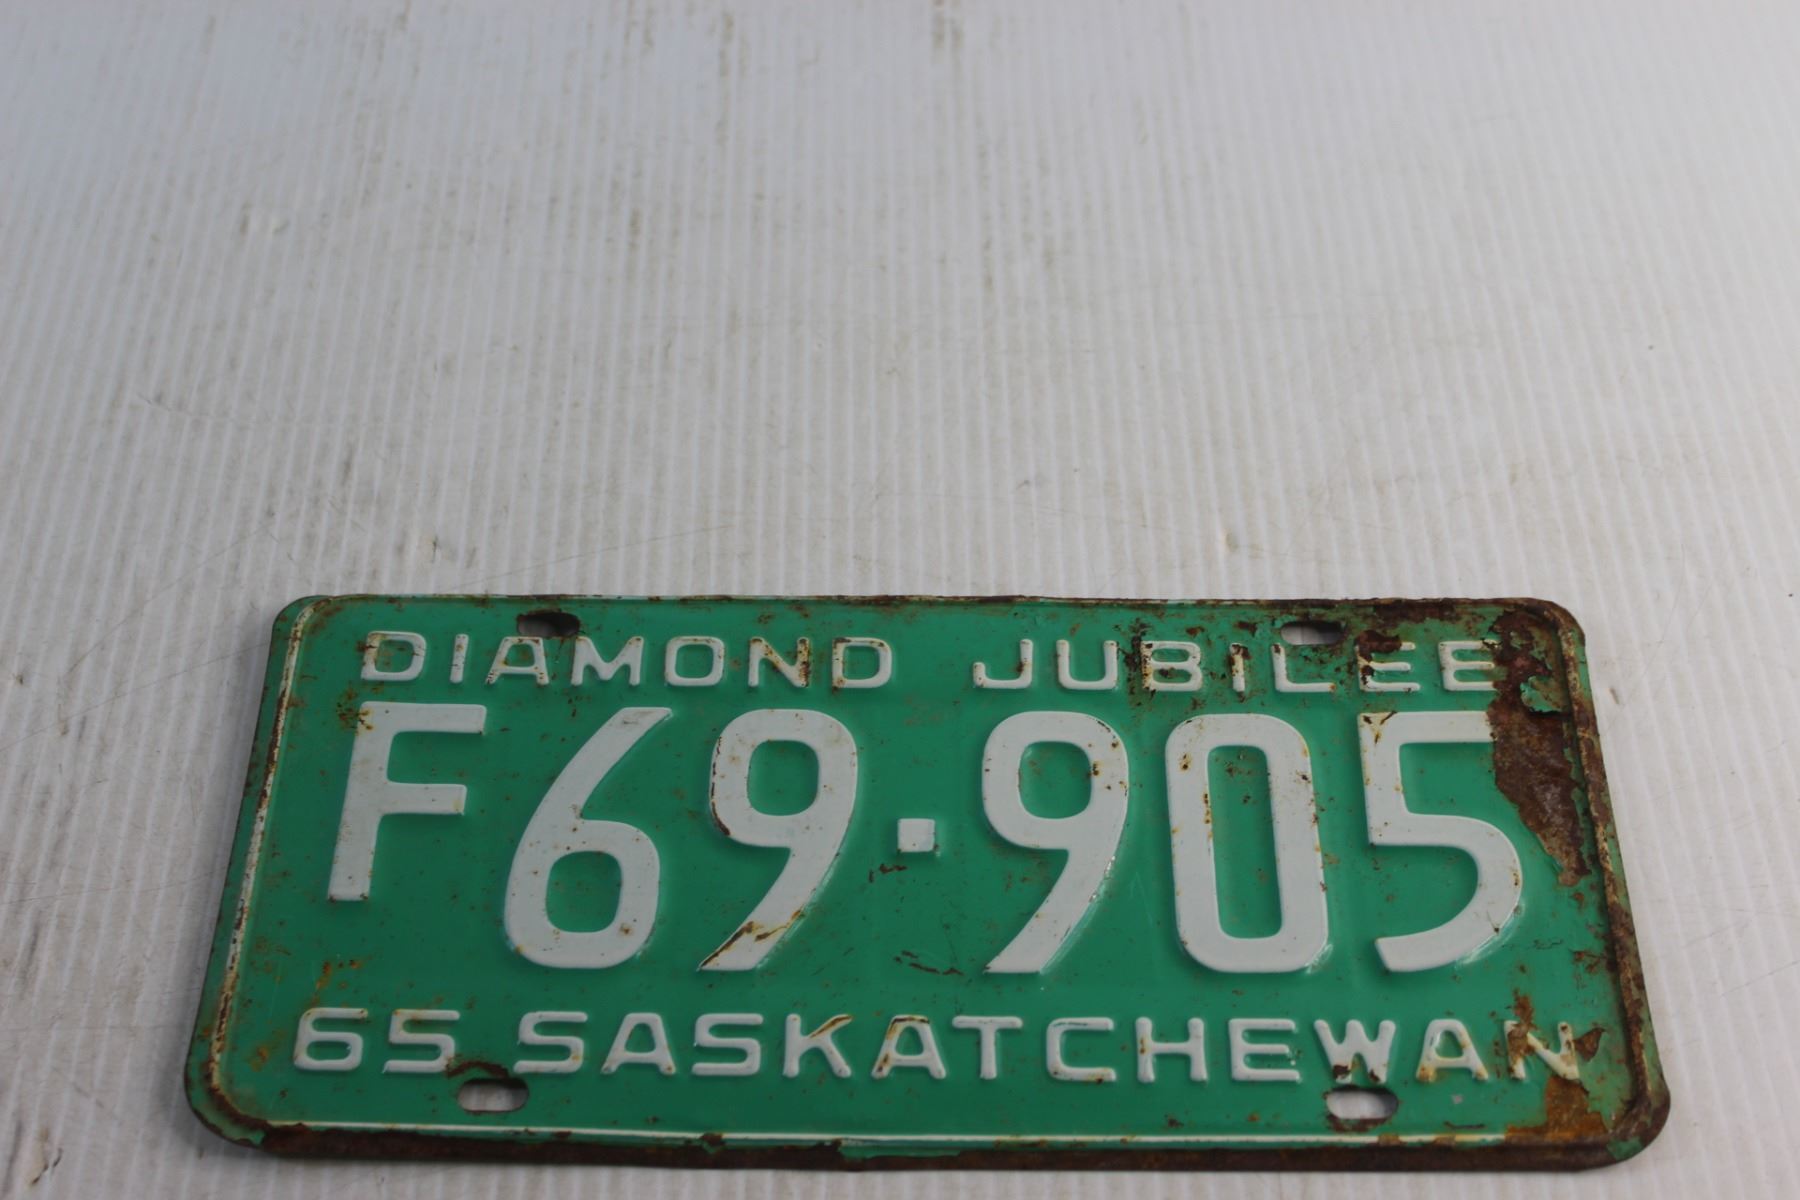 DIAMOND JUBILEE
F69·905
65 SASKATCHEWAN